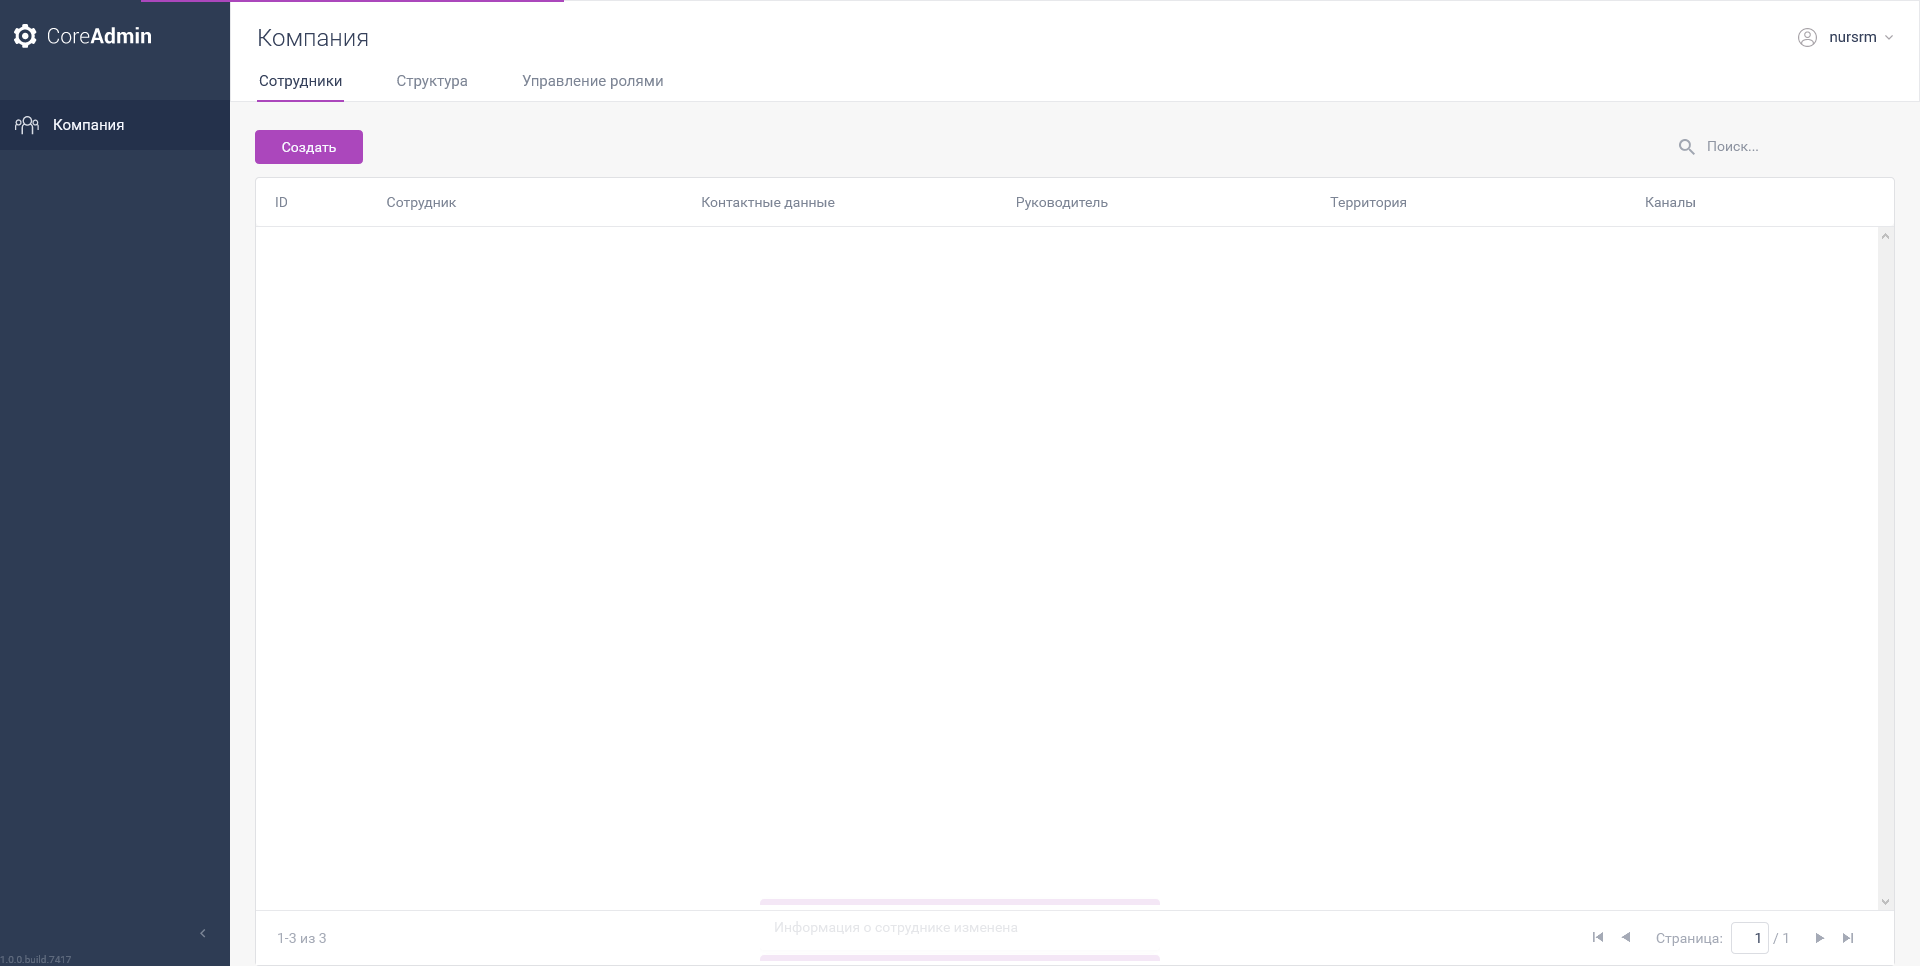 CoreAdmin
Компания
nursrm
Сотрудники
Структура
Управление ролями
Компания
Создать
Поиск...
ID
Сотрудник
Контактные данные
Руководитель
Территория
Каналы
Информация о сотруднике изменена
1-3 из 3
Страница:
1
/ 1
1.0.0.build.7417